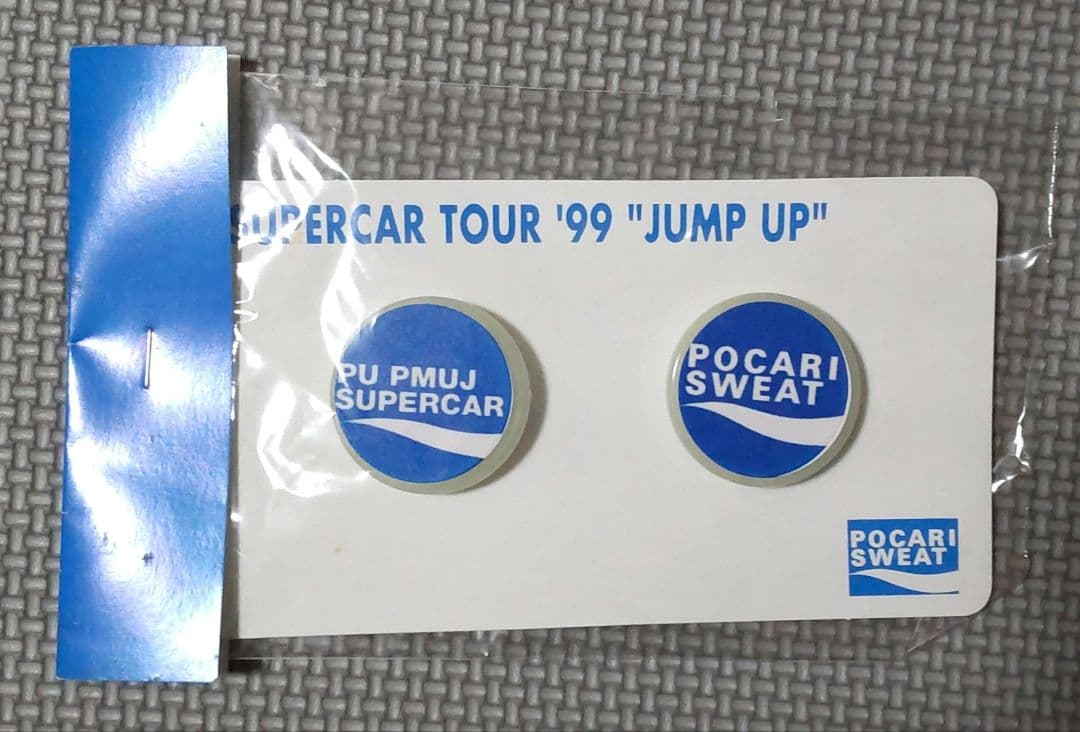 SUPERCAR TOUR '99 "JUMP UP"
PU PMUJ
SUPERCAR
POCARI
SWEAT
POCARI
SWEAT